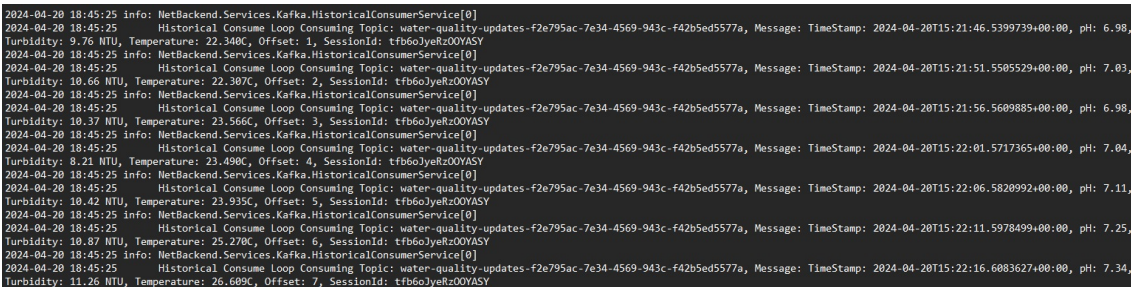 2024-04-20 18:45:25 info: NetBackend.Services.Kafka.HistoricalConsumerService[0]
2024-04-20 18:45:25 Historical Consume Loop Consuming Topic: water-quality-updates-f2e795ac-7e34-4569-943c-f42b5ed5577a, Message: TimeStamp: 2024-04-20T15:21:46.5399739+00:00, pH: 6.98,
Turbidity: 9.76 NTU, Temperature: 22.340C, Offset: 1, SessionId: tfb6oJyeRzOOYASY
2024-04-20 18:45:25 info: NetBackend.Services.Kafka.HistoricalConsumerService[0]
2024-04-20 18:45:25 Historical Consume Loop Consuming Topic: water-quality-updates-f2e795ac-7e34-4569-943c-f42b5ed5577a, Message: TimeStamp: 2024-04-20T15:21:51.5505529+00:00, pH: 7.03,
Turbidity: 10.66 NTU, Temperature: 22.307C, Offset: 2, SessionId: tfb6oJyeRzOOYASY
2024-04-20 18:45:25 info: NetBackend.Services.Kafka.HistoricalConsumerService[0]
2024-04-20 18:45:25 Historical Consume Loop Consuming Topic: water-quality-updates-f2e795ac-7e34-4569-943c-f42b5ed5577a, Message: TimeStamp: 2024-04-20T15:21:56.5609885+00:00, pH: 6.98,
Turbidity: 10.37 NTU, Temperature: 23.566C, Offset: 3, SessionId: tfb6oJyeRzOOYASY
2024-04-20 18:45:25 info: NetBackend.Services.Kafka.HistoricalConsumerService[0]
2024-04-20 18:45:25 Historical Consume Loop Consuming Topic: water-quality-updates-f2e795ac-7e34-4569-943c-f42b5ed5577a, Message: TimeStamp: 2024-04-20T15:22:01.5717365+00:00, pH: 7.04,
Turbidity: 8.21 NTU, Temperature: 23.490C, Offset: 4, SessionId: tfb6oJyeRzOOYASY
2024-04-20 18:45:25 info: NetBackend.Services.Kafka.HistoricalConsumerService[0]
2024-04-20 18:45:25 Historical Consume Loop Consuming Topic: water-quality-updates-f2e795ac-7e34-4569-943c-f42b5ed5577a, Message: TimeStamp: 2024-04-20T15:22:06.5820992+00:00, pH: 7.11,
Turbidity: 10.42 NTU, Temperature: 23.935C, Offset: 5, SessionId: tfb6oJyeRzOOYASY
2024-04-20 18:45:25 info: NetBackend.Services.Kafka.HistoricalConsumerService[0]
2024-04-20 18:45:25 Historical Consume Loop Consuming Topic: water-quality-updates-f2e795ac-7e34-4569-943c-f42b5ed5577a, Message: TimeStamp: 2024-04-20T15:22:11.5978499+00:00, pH: 7.25,
Turbidity: 10.87 NTU, Temperature: 25.270C, Offset: 6, SessionId: tfb6oJyeRzOOYASY
2024-04-20 18:45:25 info: NetBackend.Services.Kafka.HistoricalConsumerService[0]
2024-04-20 18:45:25 Historical Consume Loop Consuming Topic: water-quality-updates-f2e795ac-7e34-4569-943c-f42b5ed5577a, Message: TimeStamp: 2024-04-20T15:22:16.6083627+00:00, pH: 7.34,
Turbidity: 11.26 NTU, Temperature: 26.609C, Offset: 7, SessionId: tfb6oJyeRzOOYASY